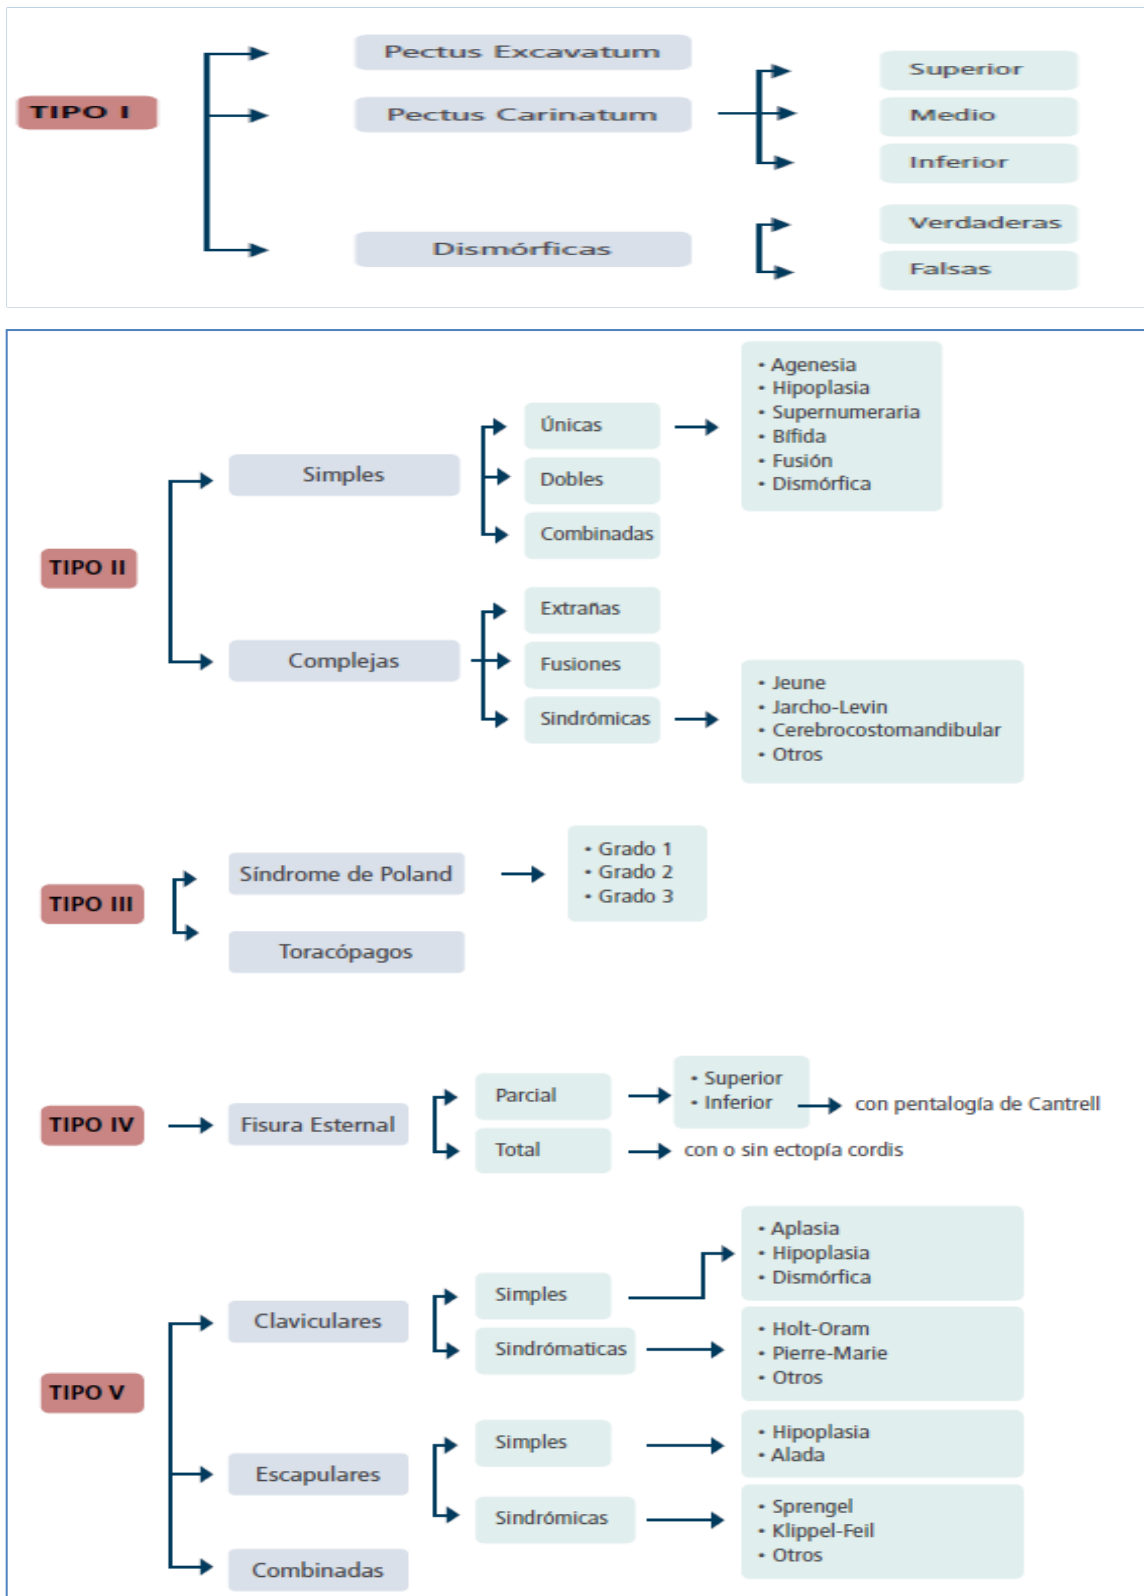 TIPO I
Pectus Excavatum
Pectus Carinatum
Superior
Medio
Inferior
Dismórficas
Verdaderas
Falsas
TIPO II
Simples
Únicas
• Agenesia
• Hipoplasia
• Supernumeraria
• Bífida
• Fusión
• Dismórfica
Dobles
Combinadas
Complejas
Extrañas
Fusiones
Sindrómicas
• Jeune
• Jarcho-Levin
• Cerebrocostomandibular
• Otros
TIPO III
Síndrome de Poland
• Grado 1
• Grado 2
• Grado 3
Toracópagos
TIPO IV
Fisura Esternal
Parcial
• Superior
• Inferior
con pentalogía de Cantrell
Total
con o sin ectopía cordis
TIPO V
Claviculares
Simples
• Aplasia
• Hipoplasia
• Dismórfica
Sindrómaticas
• Holt-Oram
• Pierre-Marie
• Otros
Escapulares
Simples
• Hipoplasia
• Alada
Sindrómicas
• Sprengel
• Klippel-Feil
• Otros
Combinadas